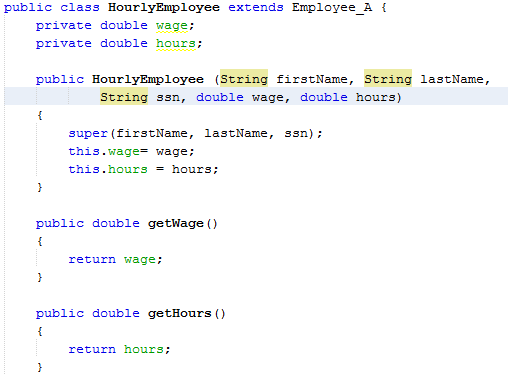 public class HourlyEmployee extends Employee_A {
private double wage;
private double hours;
public HourlyEmployee (String firstName, String lastName,
String ssn, double wage, double hours)
{
super(firstName, lastName, ssn);
this.wage= wage;
this.hours = hours;
}
public double getWage()
{
return wage;
}
public double getHours()
{
return hours;
}